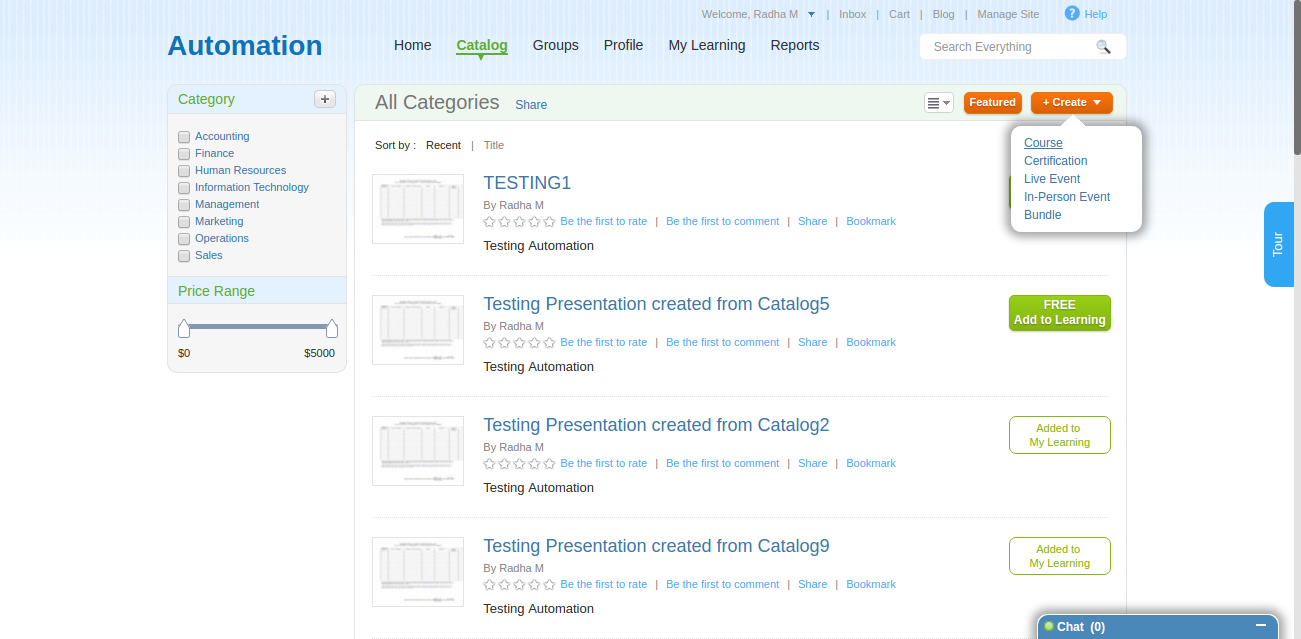 Welcome, Radha M | Inbox | Cart | Blog | Manage Site ? Help
Automation
Home Catalog Groups Profile My Learning Reports
Search Everything
Category +
Accounting
Finance
Human Resources
Information Technology
Management
Marketing
Operations
Sales
Price Range
$0 $5000
All Categories Share
Featured + Create
Course
Certification
Live Event
In-Person Event
Bundle
Sort by : Recent | Title
TESTING1
By Radha M
Be the first to rate | Be the first to comment | Share | Bookmark
Testing Automation
Testing Presentation created from Catalog5
By Radha M
Be the first to rate | Be the first to comment | Share | Bookmark
Testing Automation
FREE
Add to Learning
Testing Presentation created from Catalog2
By Radha M
Be the first to rate | Be the first to comment | Share | Bookmark
Testing Automation
Added to
My Learning
Testing Presentation created from Catalog9
By Radha M
Be the first to rate | Be the first to comment | Share | Bookmark
Testing Automation
Added to
My Learning
Tour
Chat (0)